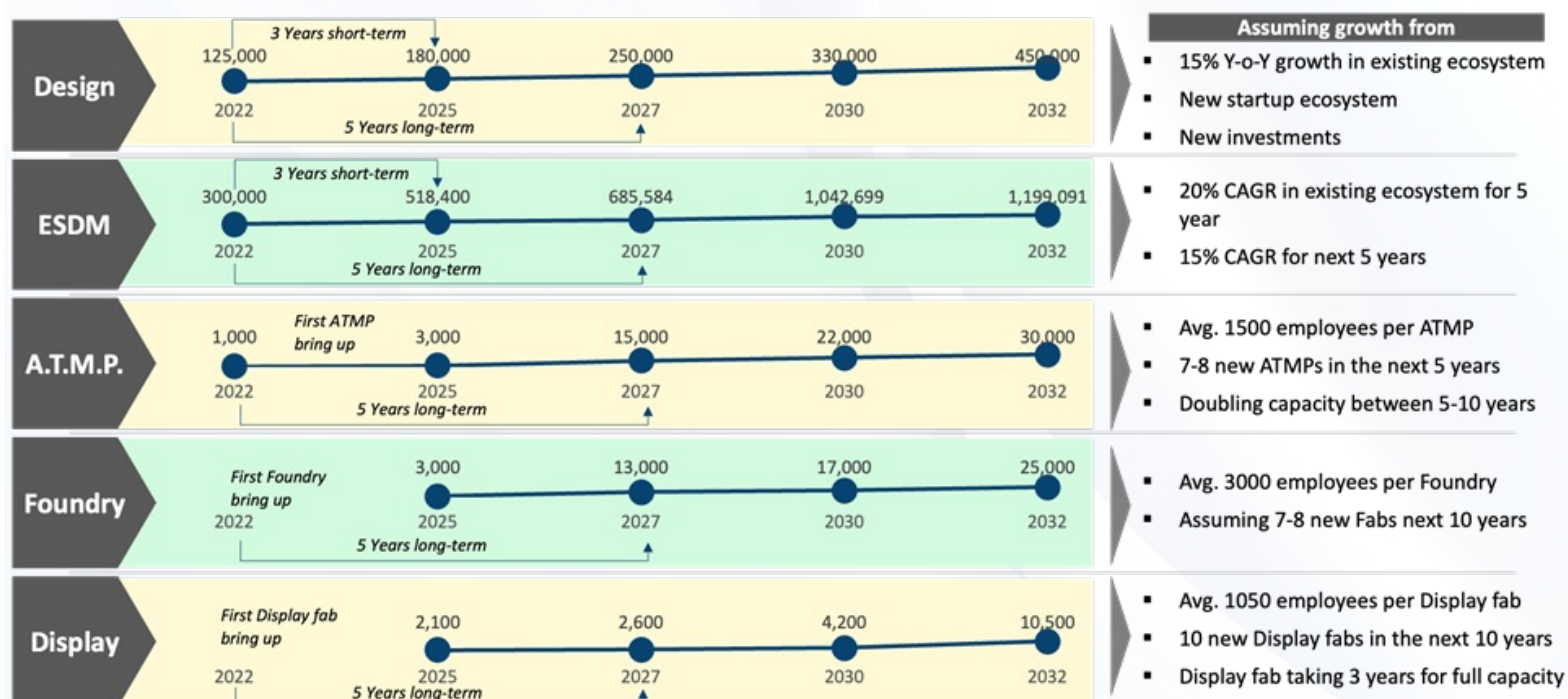 Assuming growth from
Design
3 Years short-term
125,000 180,000 250,000 330,000 450,000
2022 2025 2027 2030 2032
5 Years long-term
▪ 15% Y-o-Y growth in existing ecosystem
▪ New startup ecosystem
▪ New investments
ESDM
3 Years short-term
300,000 518,400 685,584 1,042,699 1,199,091
2022 2025 2027 2030 2032
5 Years long-term
▪ 20% CAGR in existing ecosystem for 5
year
▪ 15% CAGR for next 5 years
A.T.M.P.
First ATMP
bring up
1,000 3,000 15,000 22,000 30,000
2022 2025 2027 2030 2032
5 Years long-term
▪ Avg. 1500 employees per ATMP
▪ 7-8 new ATMPs in the next 5 years
▪ Doubling capacity between 5-10 years
Foundry
First Foundry
bring up
3,000 13,000 17,000 25,000
2022 2025 2027 2030 2032
5 Years long-term
▪ Avg. 3000 employees per Foundry
▪ Assuming 7-8 new Fabs next 10 years
Display
First Display fab
bring up
2,100 2,600 4,200 10,500
2022 2025 2027 2030 2032
5 Years long-term
▪ Avg. 1050 employees per Display fab
▪ 10 new Display fabs in the next 10 years
▪ Display fab taking 3 years for full capacity